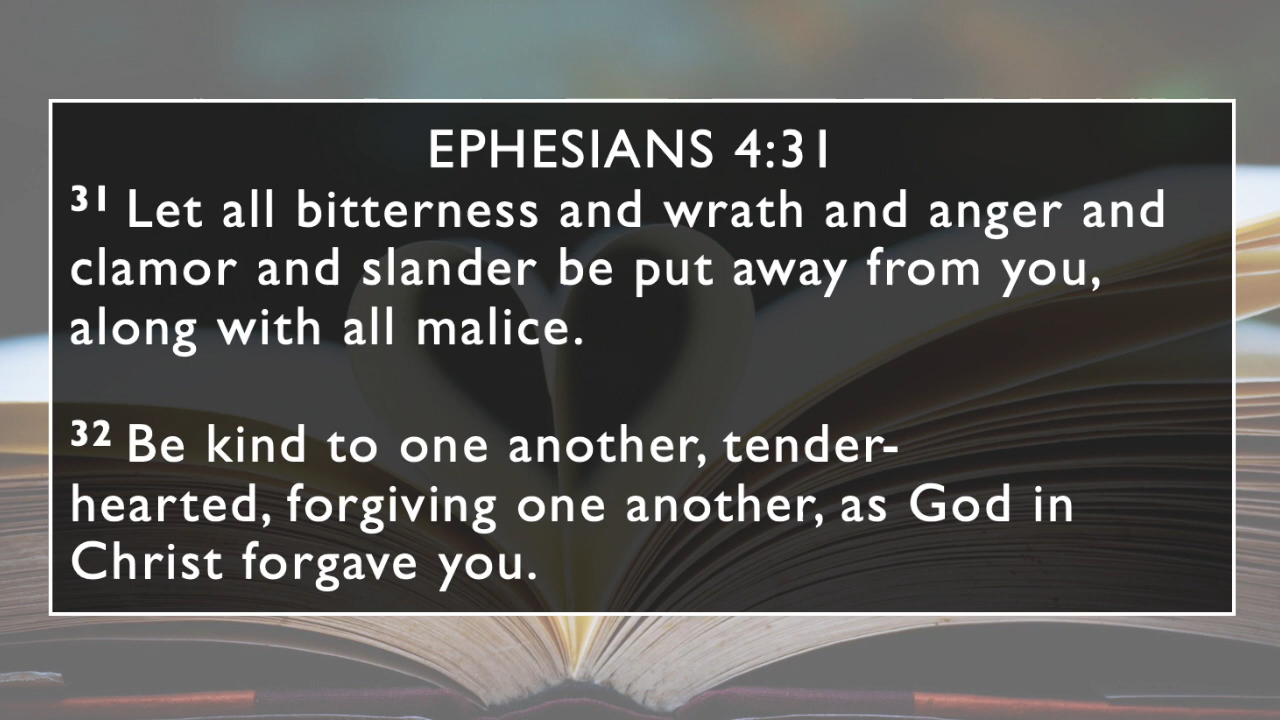 EPHESIANS 4:31
31 Let all bitterness and wrath and anger and
clamor and slander be put away from you,
along with all malice.
32 Be kind to one another, tender-
hearted, forgiving one another, as God in
Christ forgave you.